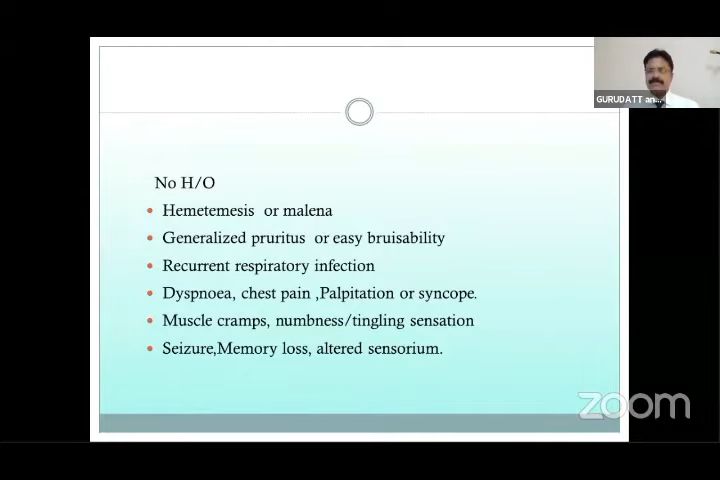 GURUDATT an...
No H/O
Hemetemesis or malena
Generalized pruritus or easy bruisability
Recurrent respiratory infection
Dyspnoea, chest pain ,Palpitation or syncope.
Muscle cramps, numbness/tingling sensation
Seizure,Memory loss, altered sensorium.
zoom